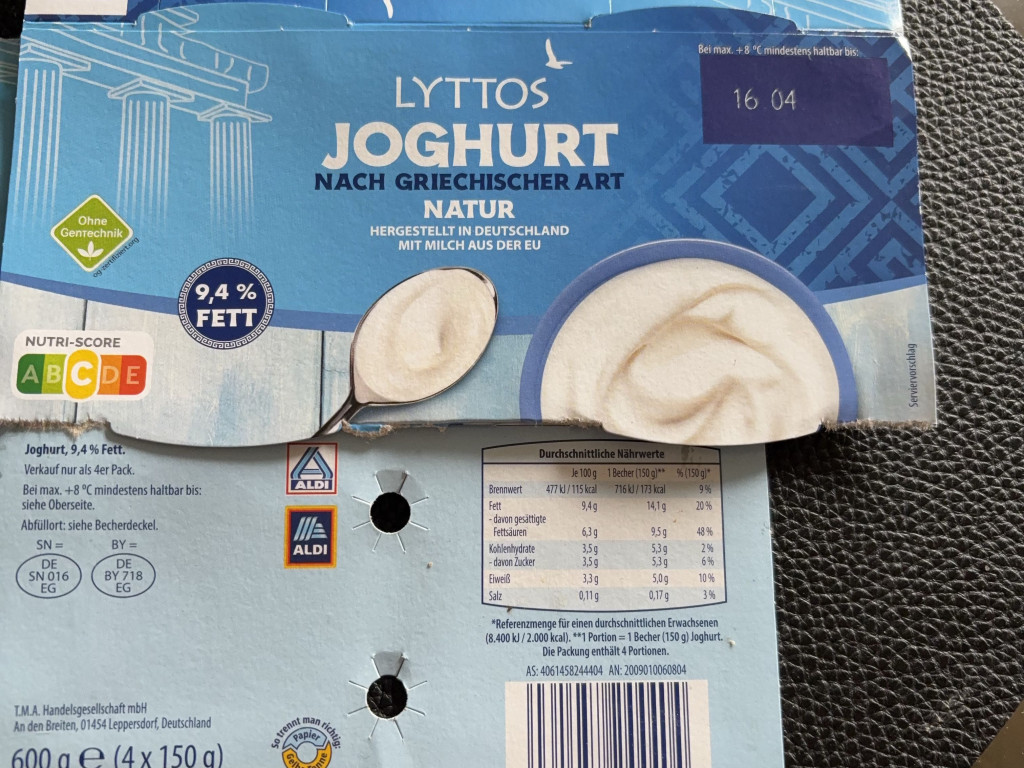 Bei max. +8 °C mindestens haltbar bis:
16 04
LYTTOS
JOGHURT
NACH GRIECHISCHER ART
NATUR
HERGESTELLT IN DEUTSCHLAND
MIT MILCH AUS DER EU
Ohne
GenTechnik
og-zertifiziert.org
9,4 %
FETT
NUTRI-SCORE
A B C D E
Serviervorschlag
Joghurt, 9,4 % Fett.
Verkauf nur als 4er Pack.
Bei max. +8 °C mindestens haltbar bis:
siehe Oberseite.
Abfüllort: siehe Becherdeckel.
SN = BY =
DE
SN 016
EG
DE
BY 718
EG
ALDI
ALDI
Durchschnittliche Nährwerte
Je 100 g 1 Becher (150 g)** % (150 g)*
Brennwert 477 kJ / 115 kcal 716 kJ / 173 kcal 9 %
Fett 9,4 g 14,1 g 20 %
- davon gesättigte
Fettsäuren 6,3 g 9,5 g 48 %
Kohlenhydrate 3,5 g 5,3 g 2 %
- davon Zucker 3,5 g 5,3 g 6 %
Eiweiß 3,3 g 5,0 g 10 %
Salz 0,11 g 0,17 g 3 %
*Referenzmenge für einen durchschnittlichen Erwachsenen
(8.400 kJ / 2.000 kcal). **1 Portion = 1 Becher (150 g) Joghurt.
Die Packung enthält 4 Portionen.
AS: 4061458244404 AN: 2009010060804
T.M.A. Handelsgesellschaft mbH
An den Breiten, 01454 Leppersdorf, Deutschland
600 g e (4 x 150 g)
So trennt man richtig:
Papier